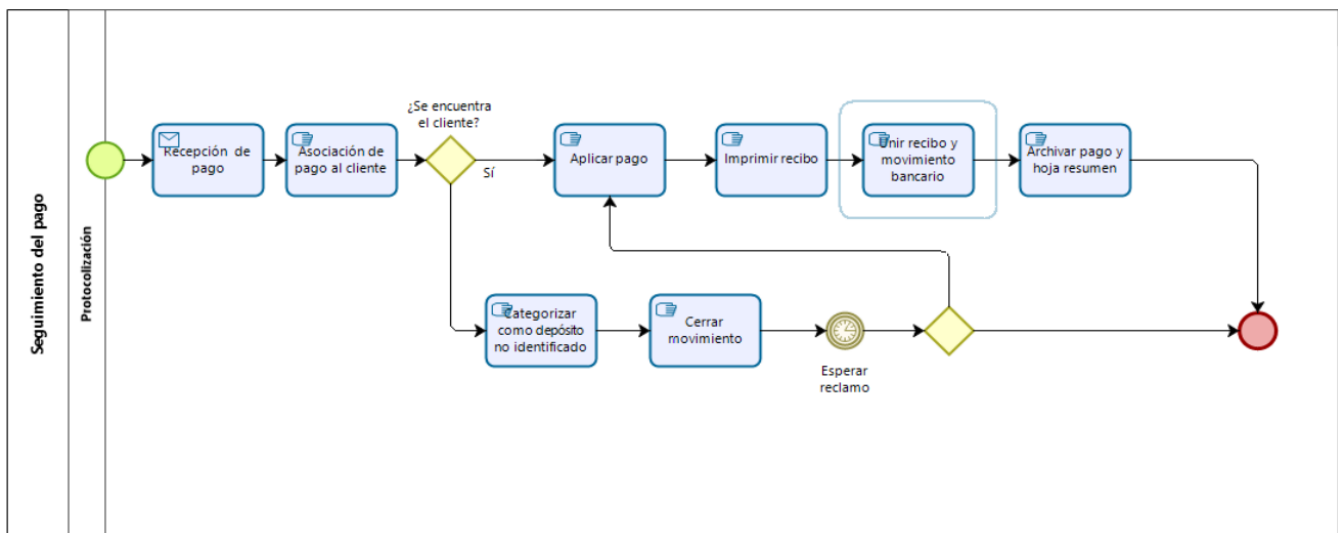 Seguimiento del pago
Protocolización
Recepción de
pago
Asociación de
pago al cliente
¿Se encuentra
el cliente?
Sí
Aplicar pago
Imprimir recibo
Unir recibo y
movimiento
bancario
Archivar pago y
hoja resumen
Categorizar
como depósito
no identificado
Cerrar
movimiento
Esperar
reclamo